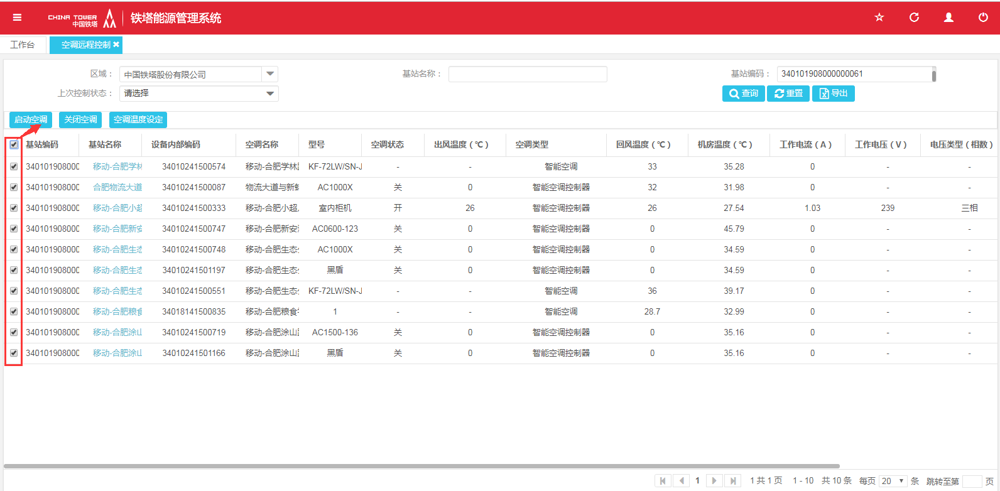 CHINA TOWER
中国铁塔
铁塔能源管理系统
工作台 空调远程控制
区域： 中国铁塔股份有限公司 基站名称： 基站编码： 340101908000000061
上次控制状态： 请选择 查询 重置 导出
启动空调 关闭空调 空调温度设定
基站编码 基站名称 设备内部编码 空调名称 型号 空调状态 出风温度（℃） 空调类型 回风温度（℃） 机房温度（℃） 工作电流（A） 工作电压（V） 电压类型（相数）
340101908000 移动-合肥学林 34010241500574 移动-合肥学林 KF-72LW/SN-J - - 智能空调 33 35.28 0 - -
340101908000 合肥物流大道 34010241500087 物流大道与新蚌 AC1000X 关 0 智能空调控制器 32 31.98 0 - -
340101908000 移动-合肥小超 34010241500333 移动-合肥小超 室内柜机 开 26 智能空调控制器 26 27.54 1.03 239 三相
340101908000 移动-合肥新安 34010241500747 移动-合肥新安 AC0600-123 关 0 智能空调控制器 0 45.79 0 - -
340101908000 移动-合肥生态 34010241500748 移动-合肥生态 AC1000X 关 0 智能空调控制器 0 34.59 0 - -
340101908000 移动-合肥生态 34010241501197 移动-合肥生态 黑盾 关 0 智能空调控制器 0 34.59 0 - -
340101908000 移动-合肥生态 34010241500551 移动-合肥生态 KF-72LW/SN-J - - 智能空调 36 39.17 0 - -
340101908000 移动-合肥粮食 34018141500835 移动-合肥粮食 1 - - 智能空调 28.7 32.99 0 - -
340101908000 移动-合肥涂山 34010241500719 移动-合肥涂山 AC1500-136 关 0 智能空调控制器 0 35.16 0 - -
340101908000 移动-合肥涂山 34010241501166 移动-合肥涂山 黑盾 关 0 智能空调控制器 0 35.16 0 - -
1 1 共 1 页 1 - 10 共 10 条 每页 20 条 跳转至第 页